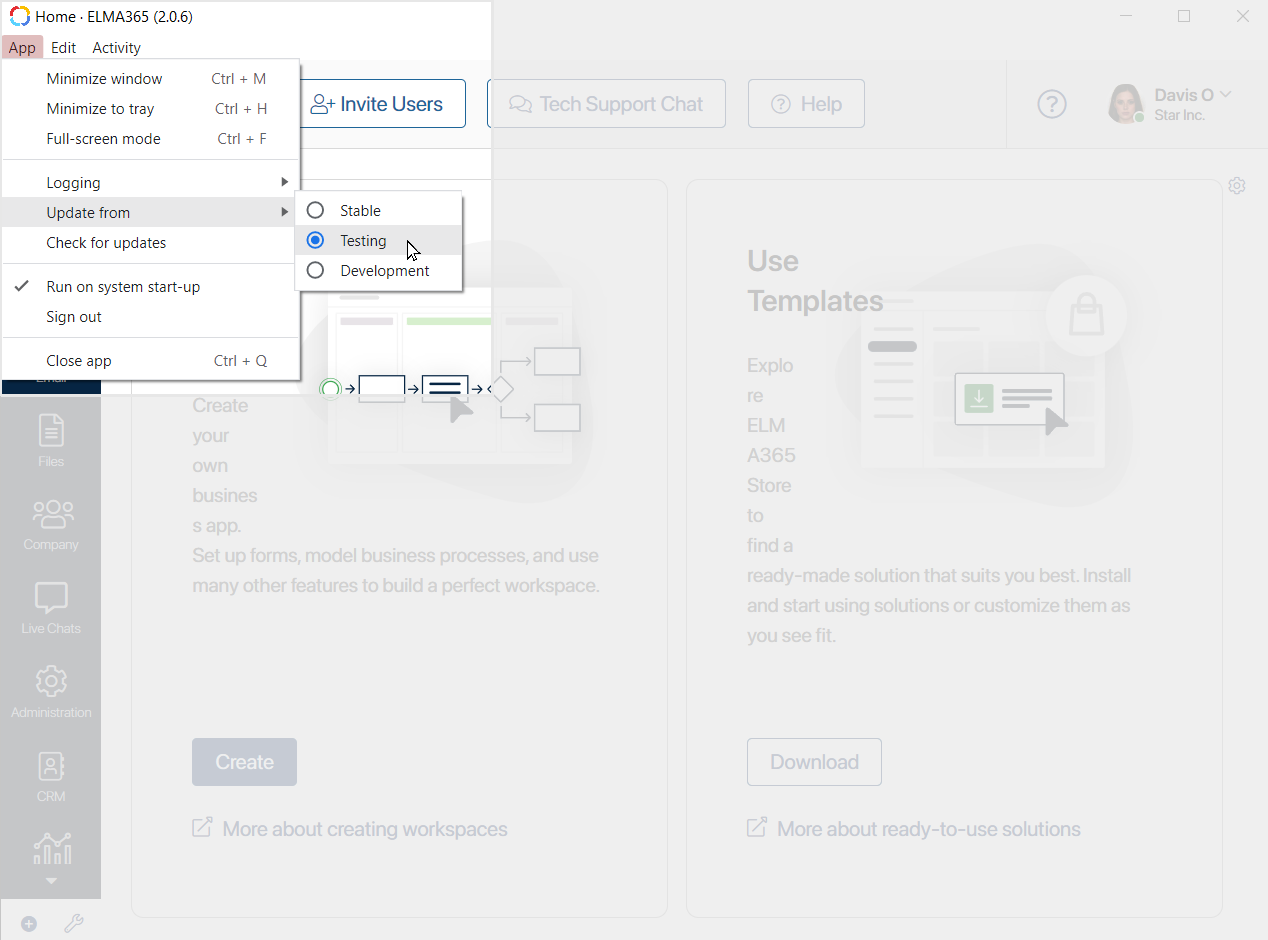 Home · ELMA365 (2.0.6)
App Edit Activity
Minimize window Ctrl + M
Minimize to tray Ctrl + H
Full-screen mode Ctrl + F
Logging
Update from
Check for updates
Run on system start-up
Sign out
Close app Ctrl + Q
Stable
Testing
Development
Invite Users
Tech Support Chat
Help
Davis O
Star Inc.
Email
Files
Company
Live Chats
Administration
CRM
Create
your
own
busines
s app.
Set up forms, model business processes, and use
many other features to build a perfect workspace.
Create
More about creating workspaces
Use
Templates
Explo
re
ELM
A365
Store
to
find a
ready-made solution that suits you best. Install
and start using solutions or customize them as
you see fit.
Download
More about ready-to-use solutions